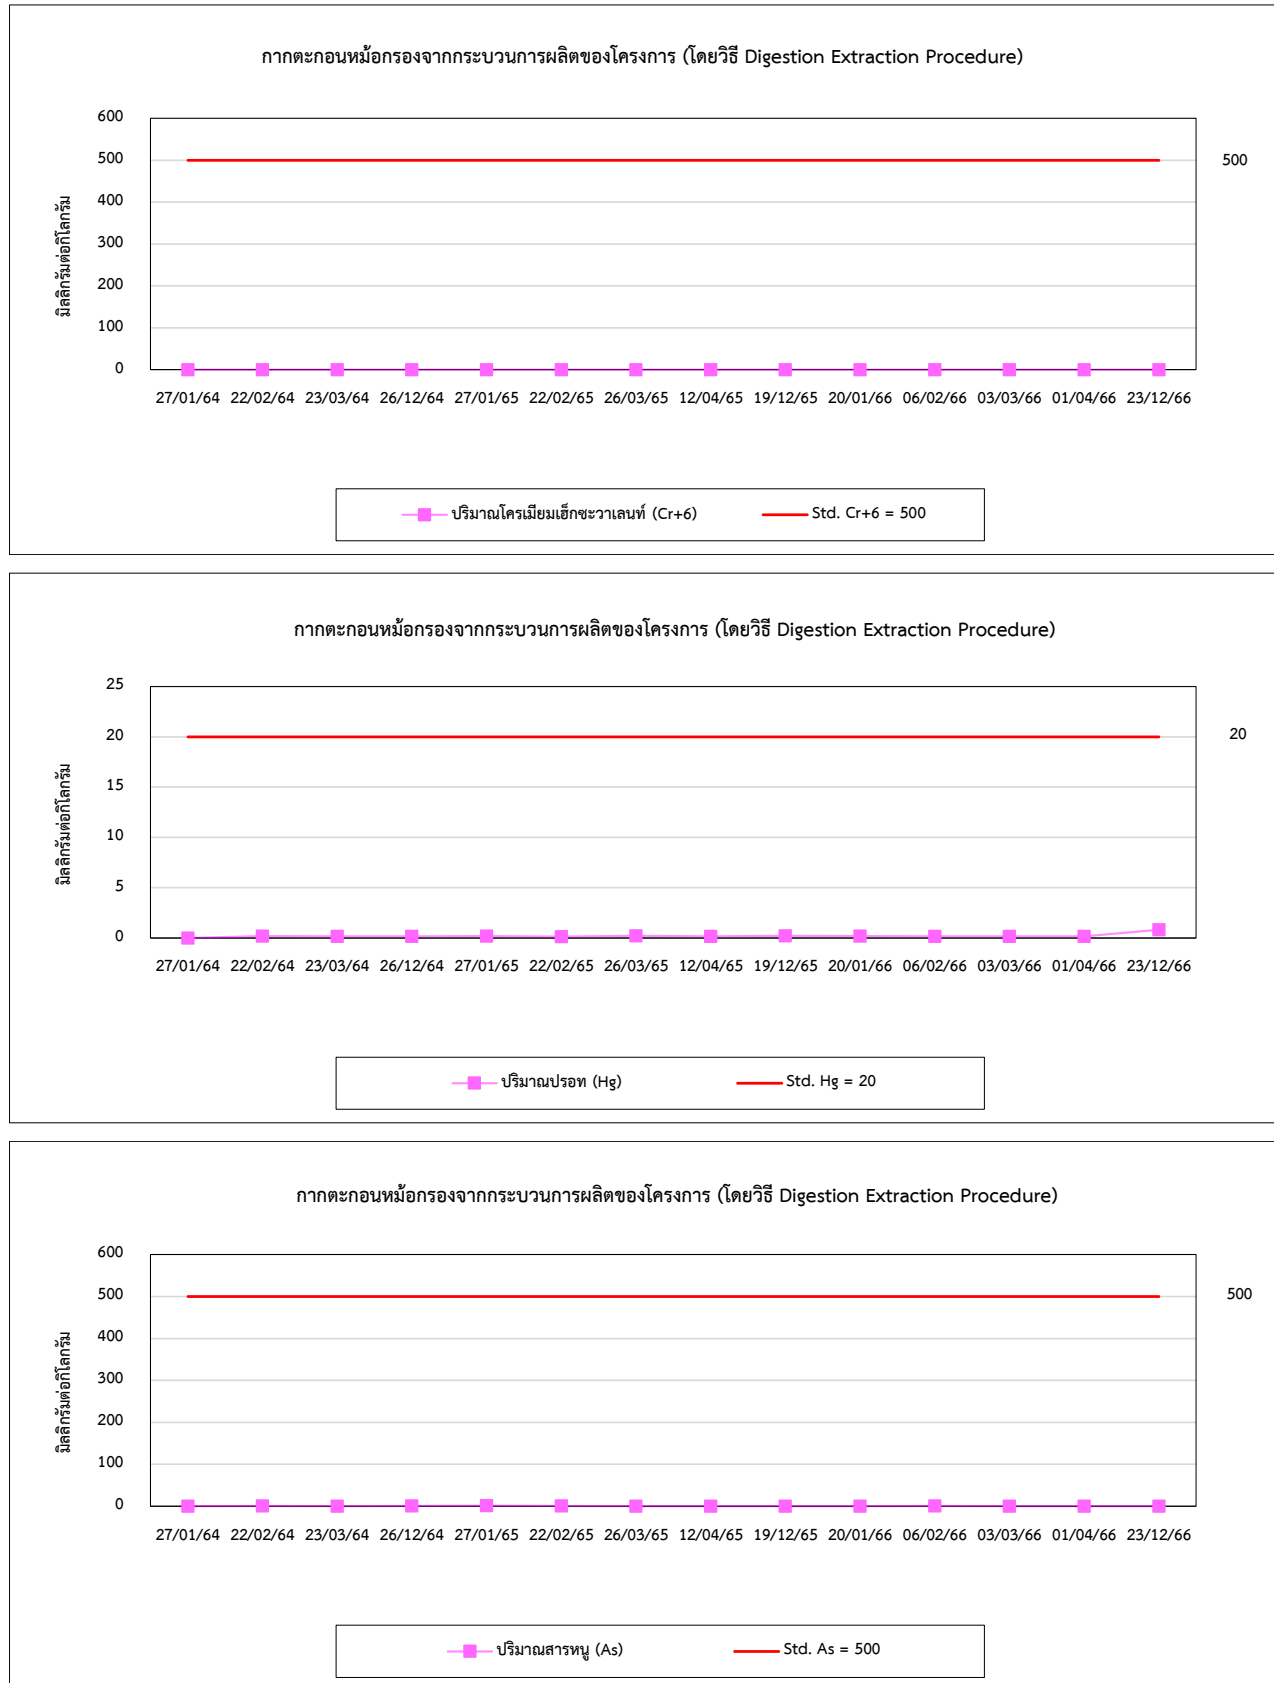 กากตะกอนหม้อกรองจากกระบวนการผลิตของโครงการ (โดยวิธี Digestion Extraction Procedure)
มิลลิกรัมต่อกิโลกรัม
600
500
400
300
200
100
0
500
27/01/64 22/02/64 23/03/64 26/12/64 27/01/65 22/02/65 26/03/65 12/04/65 19/12/65 20/01/66 06/02/66 03/03/66 01/04/66 23/12/66
ปริมาณโครเมียมเฮ็กซะวาเลนท์ (Cr+6) Std. Cr+6 = 500
กากตะกอนหม้อกรองจากกระบวนการผลิตของโครงการ (โดยวิธี Digestion Extraction Procedure)
มิลลิกรัมต่อกิโลกรัม
25
20
15
10
5
0
20
27/01/64 22/02/64 23/03/64 26/12/64 27/01/65 22/02/65 26/03/65 12/04/65 19/12/65 20/01/66 06/02/66 03/03/66 01/04/66 23/12/66
ปริมาณปรอท (Hg) Std. Hg = 20
กากตะกอนหม้อกรองจากกระบวนการผลิตของโครงการ (โดยวิธี Digestion Extraction Procedure)
มิลลิกรัมต่อกิโลกรัม
600
500
400
300
200
100
0
500
27/01/64 22/02/64 23/03/64 26/12/64 27/01/65 22/02/65 26/03/65 12/04/65 19/12/65 20/01/66 06/02/66 03/03/66 01/04/66 23/12/66
ปริมาณสารหนู (As) Std. As = 500